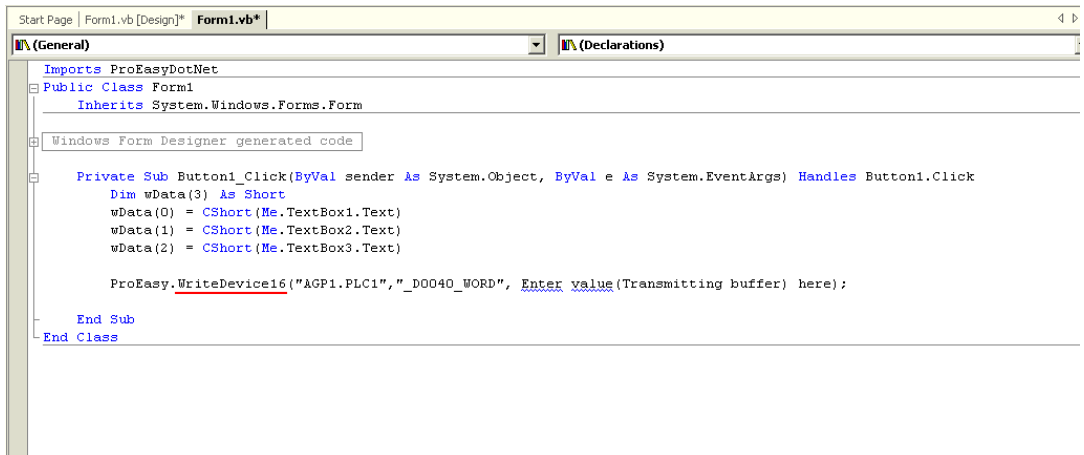 Start Page Form1.vb [Design]* Form1.vb*
(General) (Declarations)
Imports ProEasyDotNet
Public Class Form1
Inherits System.Windows.Forms.Form
Windows Form Designer generated code
Private Sub Button1_Click(ByVal sender As System.Object, ByVal e As System.EventArgs) Handles Button1.Click
Dim wData(3) As Short
wData(0) = CShort(Me.TextBox1.Text)
wData(1) = CShort(Me.TextBox2.Text)
wData(2) = CShort(Me.TextBox3.Text)
ProEasy.WriteDevice16("AGP1.PLC1","_D0040_WORD", Enter value(Transmitting buffer) here);
End Sub
End Class